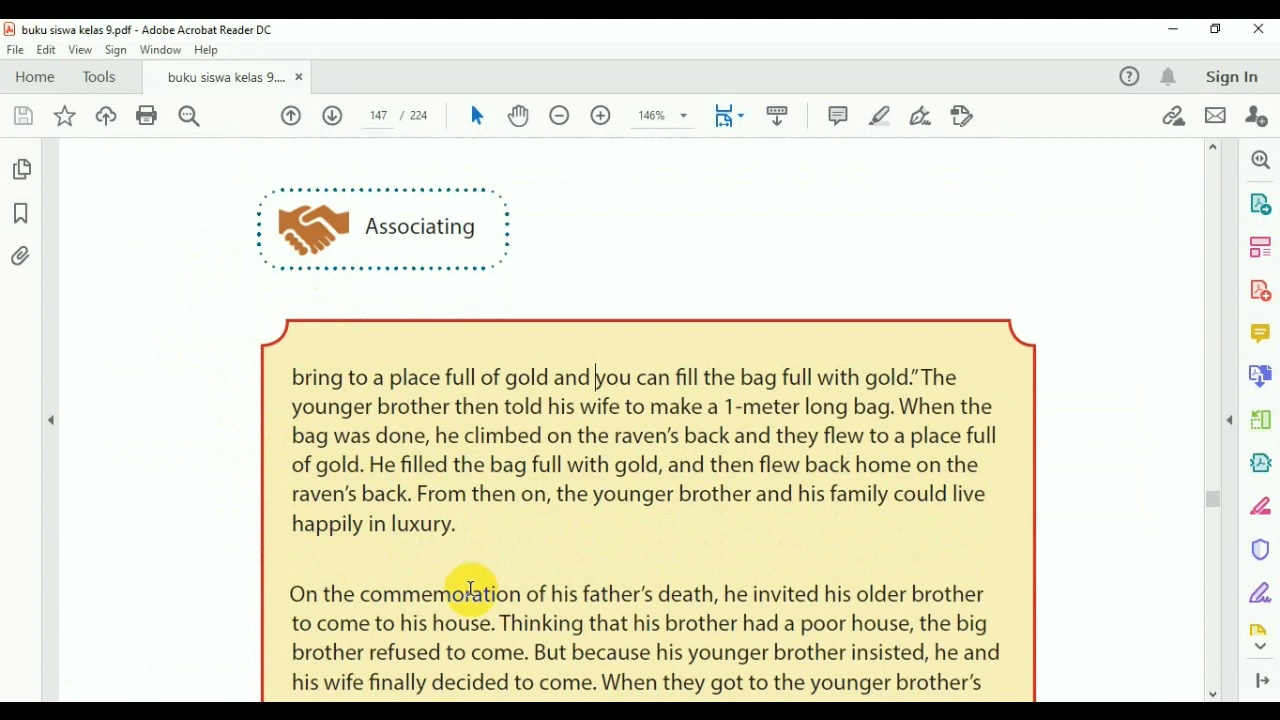 buku siswa kelas 9.pdf - Adobe Acrobat Reader DC
File Edit View Sign Window Help
Home Tools buku siswa kelas 9.... × Sign In
147 / 224 146%
Associating
bring to a place full of gold and you can fill the bag full with gold.” The
younger brother then told his wife to make a 1-meter long bag. When the
bag was done, he climbed on the raven’s back and they flew to a place full
of gold. He filled the bag full with gold, and then flew back home on the
raven’s back. From then on, the younger brother and his family could live
happily in luxury.
On the commemoration of his father’s death, he invited his older brother
to come to his house. Thinking that his brother had a poor house, the big
brother refused to come. But because his younger brother insisted, he and
his wife finally decided to come. When they got to the younger brother’s